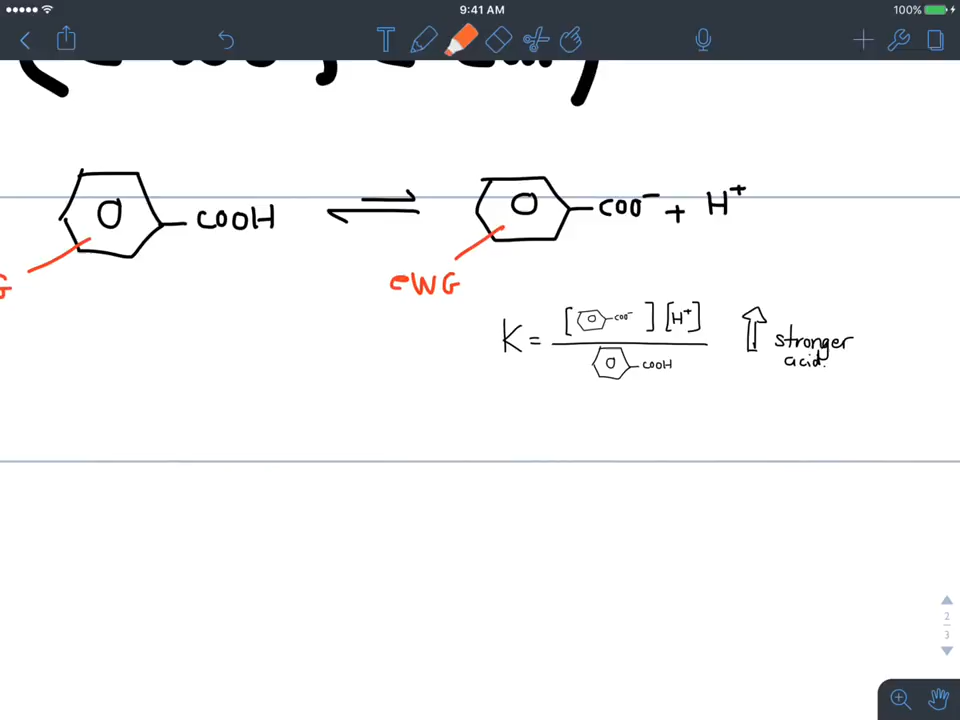 9:41 AM
100%
T
COOH ⇌ COO⁻ + H⁺
G
eWG
K = [ COO⁻ ] [H⁺]
COOH
stronger
acid.
2
3